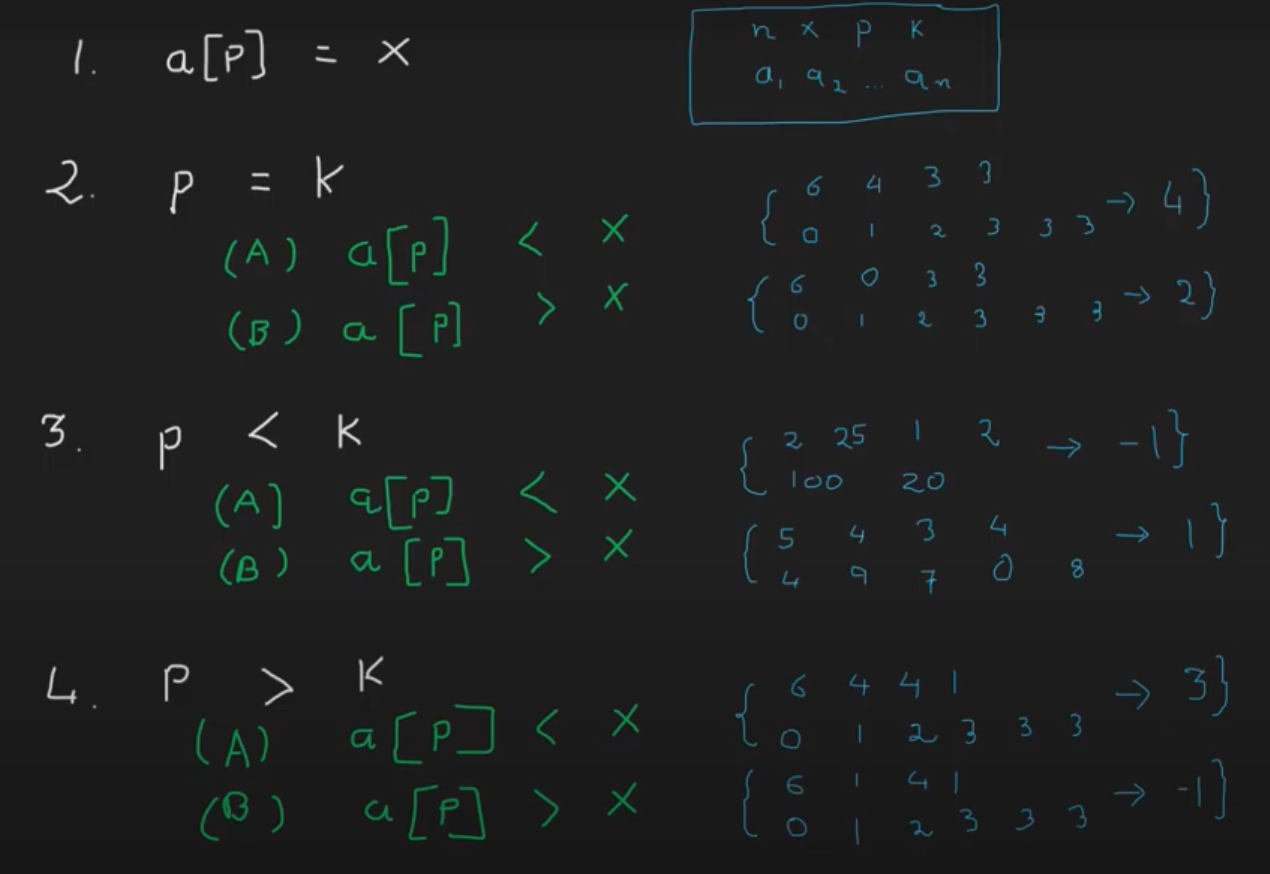 1. a[P] = x
n x p k
a₁ a₂ ... aₙ
2. p = k
(A) a[p] < x
(B) a[p] > x
{ 6 4 3 3
0 1 2 3 3 3 → 4 }
{ 6 0 3 3
0 1 2 3 3 3 → 2 }
3. p < k
(A) a[p] < x
(B) a[p] > x
{ 2 25 1 2 → -1 }
100 20
{ 5 4 3 4 → 1 }
4 9 7 0 8
4. P > K
(A) a[p] < x
(B) a[p] > x
{ 6 4 4 1 → 3 }
0 1 2 3 3 3
{ 6 1 4 1 → -1 }
0 1 2 3 3 3